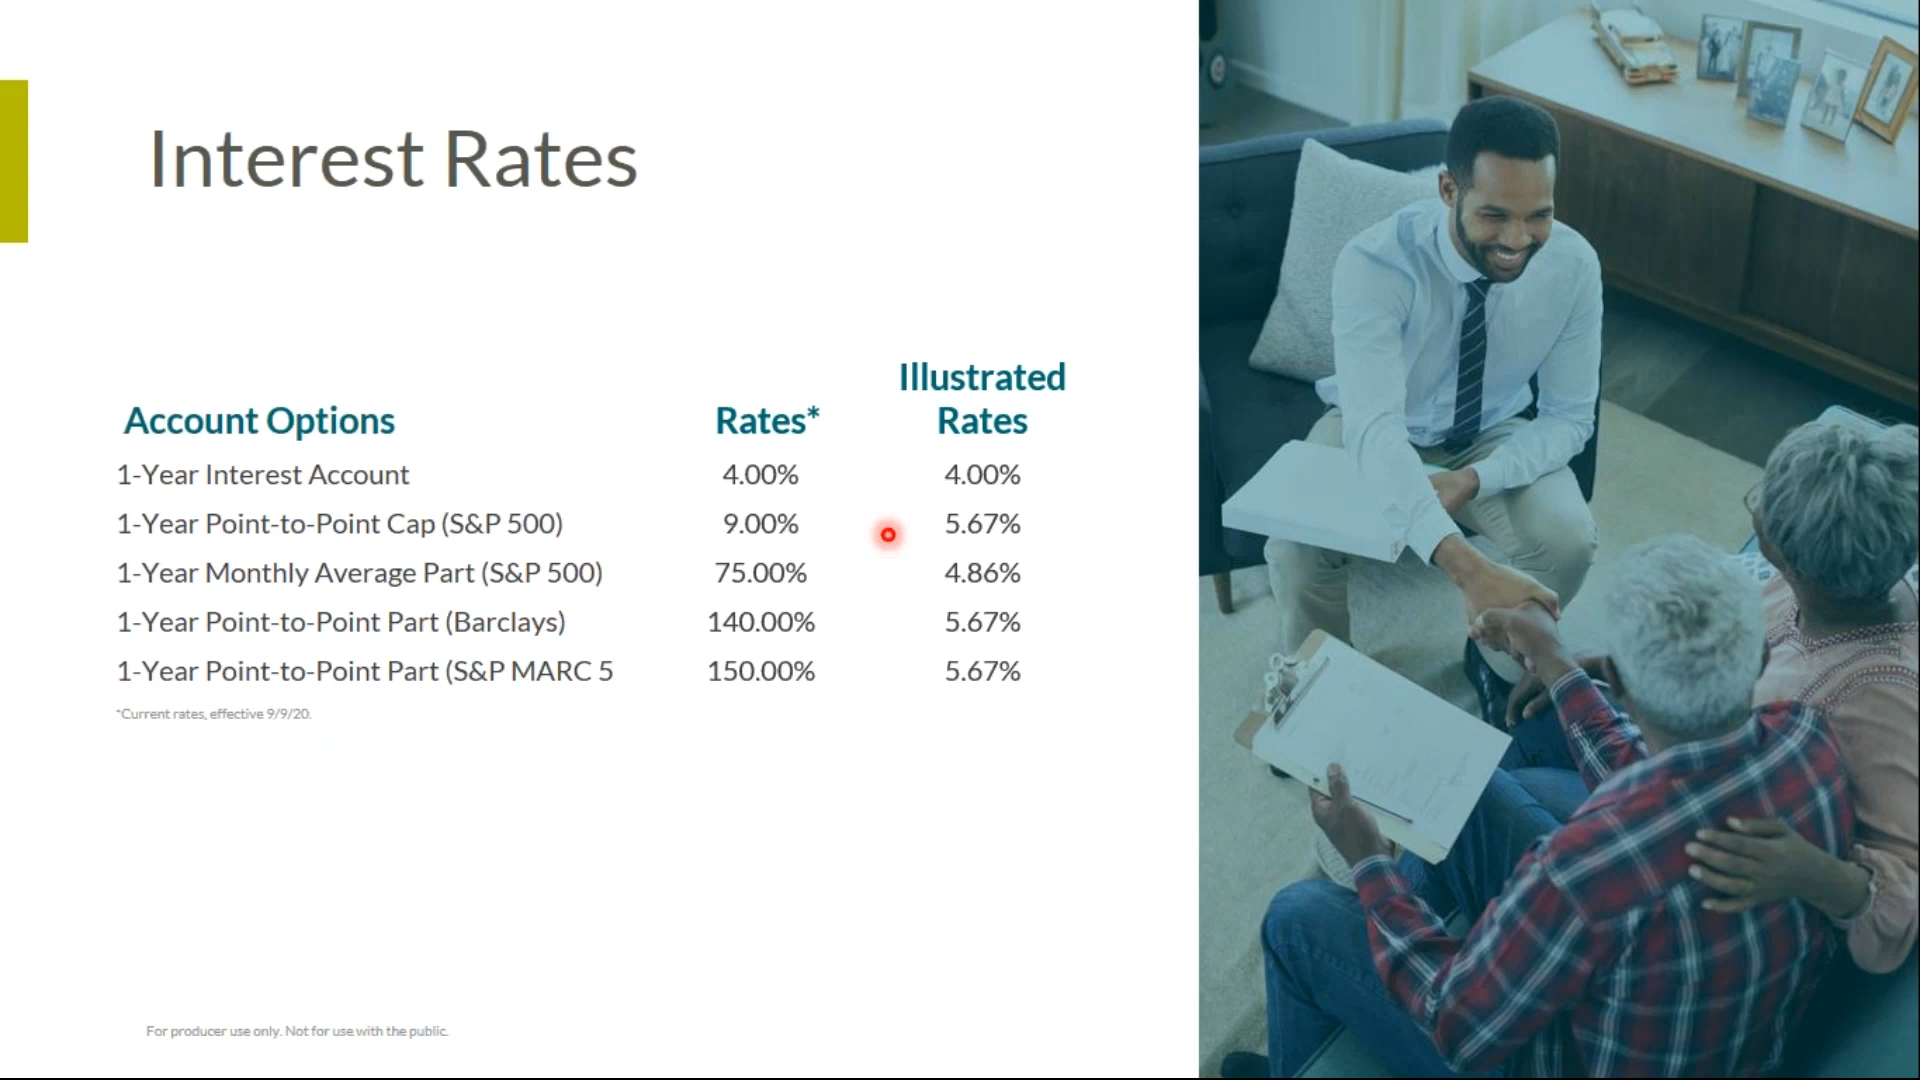 Interest Rates
Account Options Rates* Illustrated Rates
1-Year Interest Account 4.00% 4.00%
1-Year Point-to-Point Cap (S&P 500) 9.00% 5.67%
1-Year Monthly Average Part (S&P 500) 75.00% 4.86%
1-Year Point-to-Point Part (Barclays) 140.00% 5.67%
1-Year Point-to-Point Part (S&P MARC 5 150.00% 5.67%
*Current rates, effective 9/9/20.
For producer use only. Not for use with the public.